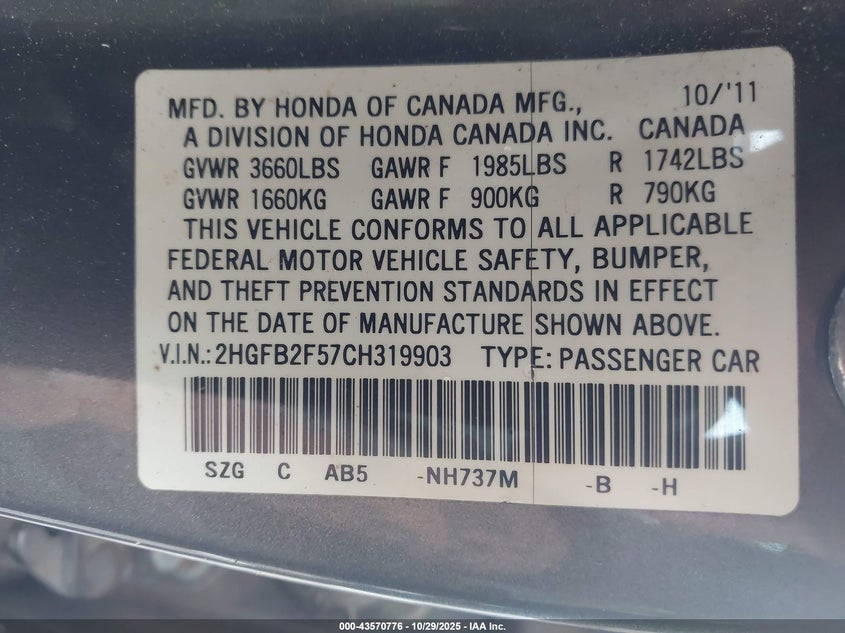 MFD. BY HONDA OF CANADA MFG., 10/'11
A DIVISION OF HONDA CANADA INC. CANADA
GVWR 3660LBS GAWR F 1985LBS R 1742LBS
GVWR 1660KG GAWR F 900KG R 790KG
THIS VEHICLE CONFORMS TO ALL APPLICABLE
FEDERAL MOTOR VEHICLE SAFETY, BUMPER,
AND THEFT PREVENTION STANDARDS IN EFFECT
ON THE DATE OF MANUFACTURE SHOWN ABOVE.
V.I.N.: 2HGFB2F57CH319903 TYPE: PASSENGER CAR
SZG C AB5 -NH737M -B -H
000-43570776 - 10/29/2025 - IAA Inc.